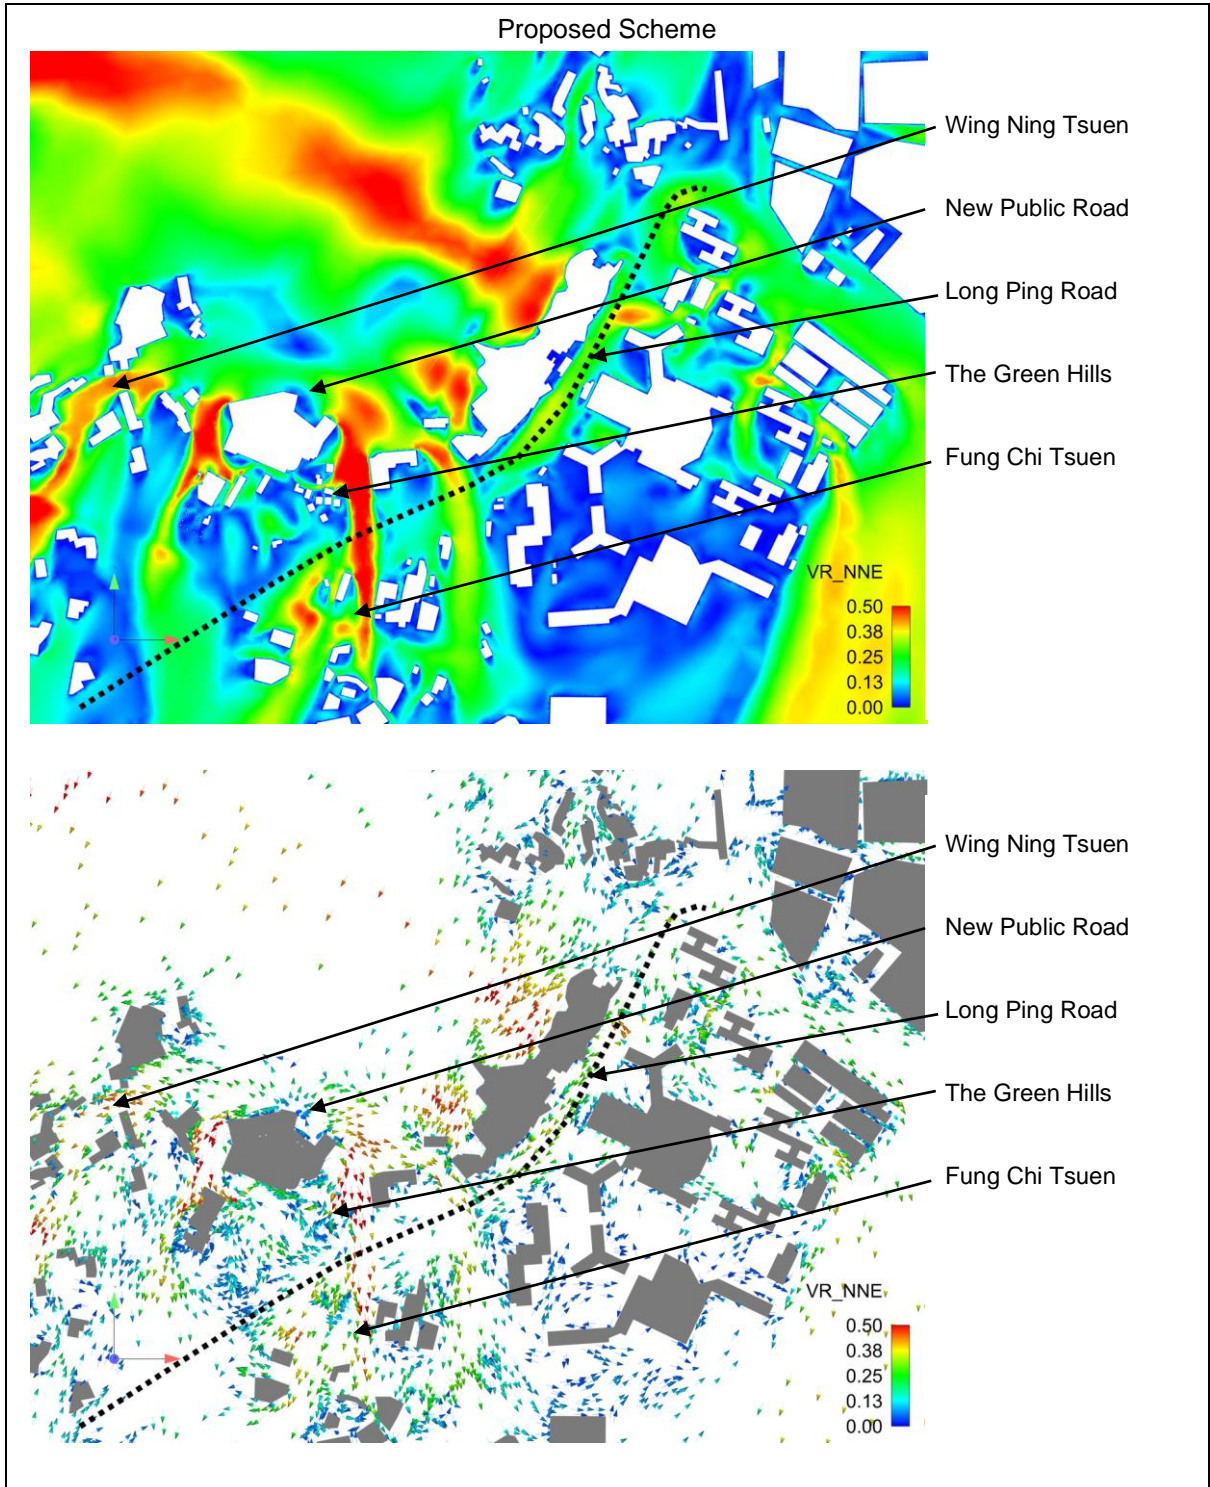 Proposed Scheme
Wing Ning Tsuen
New Public Road
Long Ping Road
The Green Hills
Fung Chi Tsuen
VR_NNE
0.50
0.38
0.25
0.13
0.00
Wing Ning Tsuen
New Public Road
Long Ping Road
The Green Hills
Fung Chi Tsuen
VR_NNE
0.50
0.38
0.25
0.13
0.00